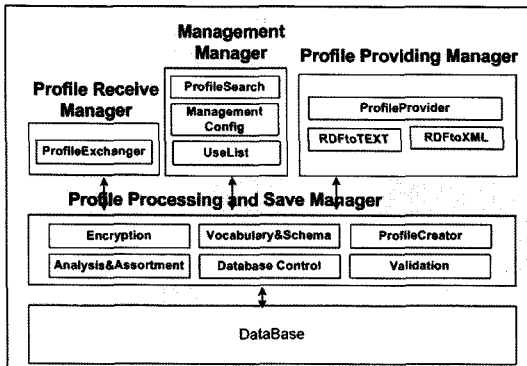 Management
Manager
Profile Providing Manager
Profile Receive
Manager
ProfileSearch
Management
Config
UseList
ProfileProvider
RDFtoTEXT
RDFtoXML
ProfileExchanger
Profile Processing and Save Manager
Encryption
Vocabulary&Schema
ProfileCreator
Analysis&Assortment
Database Control
Validation
DataBase